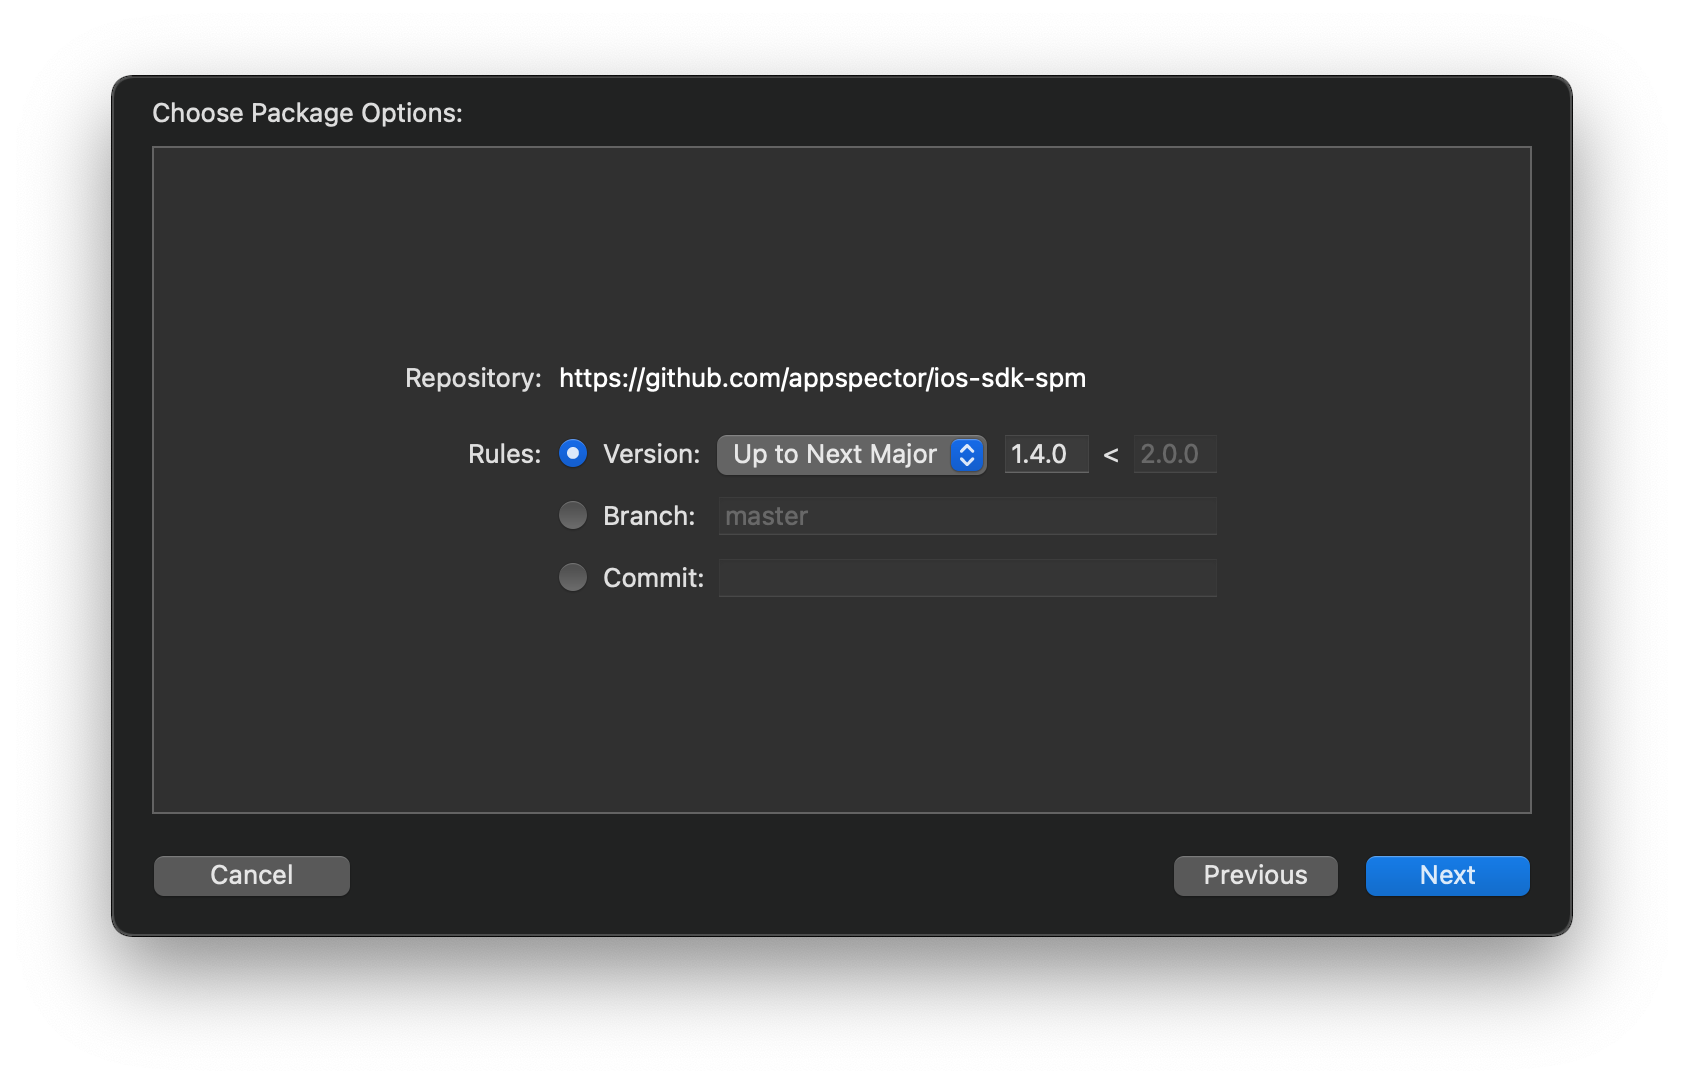 Choose Package Options:
Repository: https://github.com/appspector/ios-sdk-spm
Rules: Version: Up to Next Major 1.4.0 < 2.0.0
Branch: master
Commit:
Cancel Previous Next